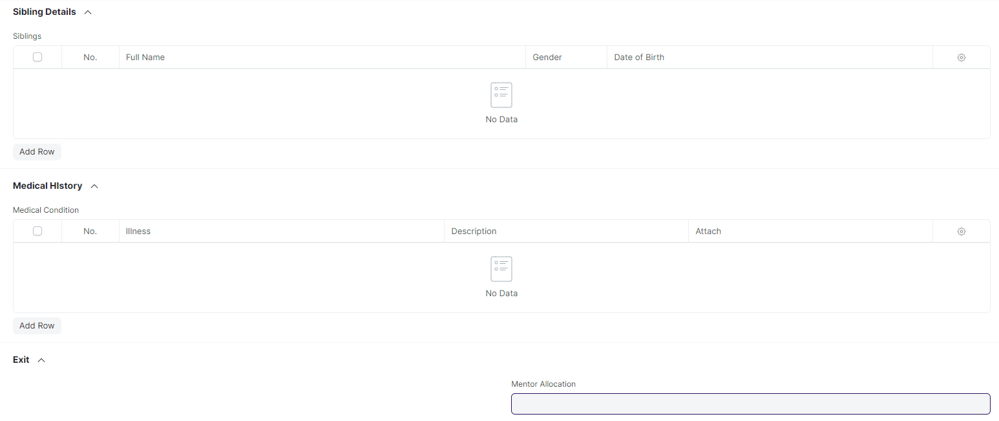 Sibling Details
Siblings
No. Full Name Gender Date of Birth
No Data
Add Row
Medical HIstory
Medical Condition
No. Illness Description Attach
No Data
Add Row
Exit
Mentor Allocation